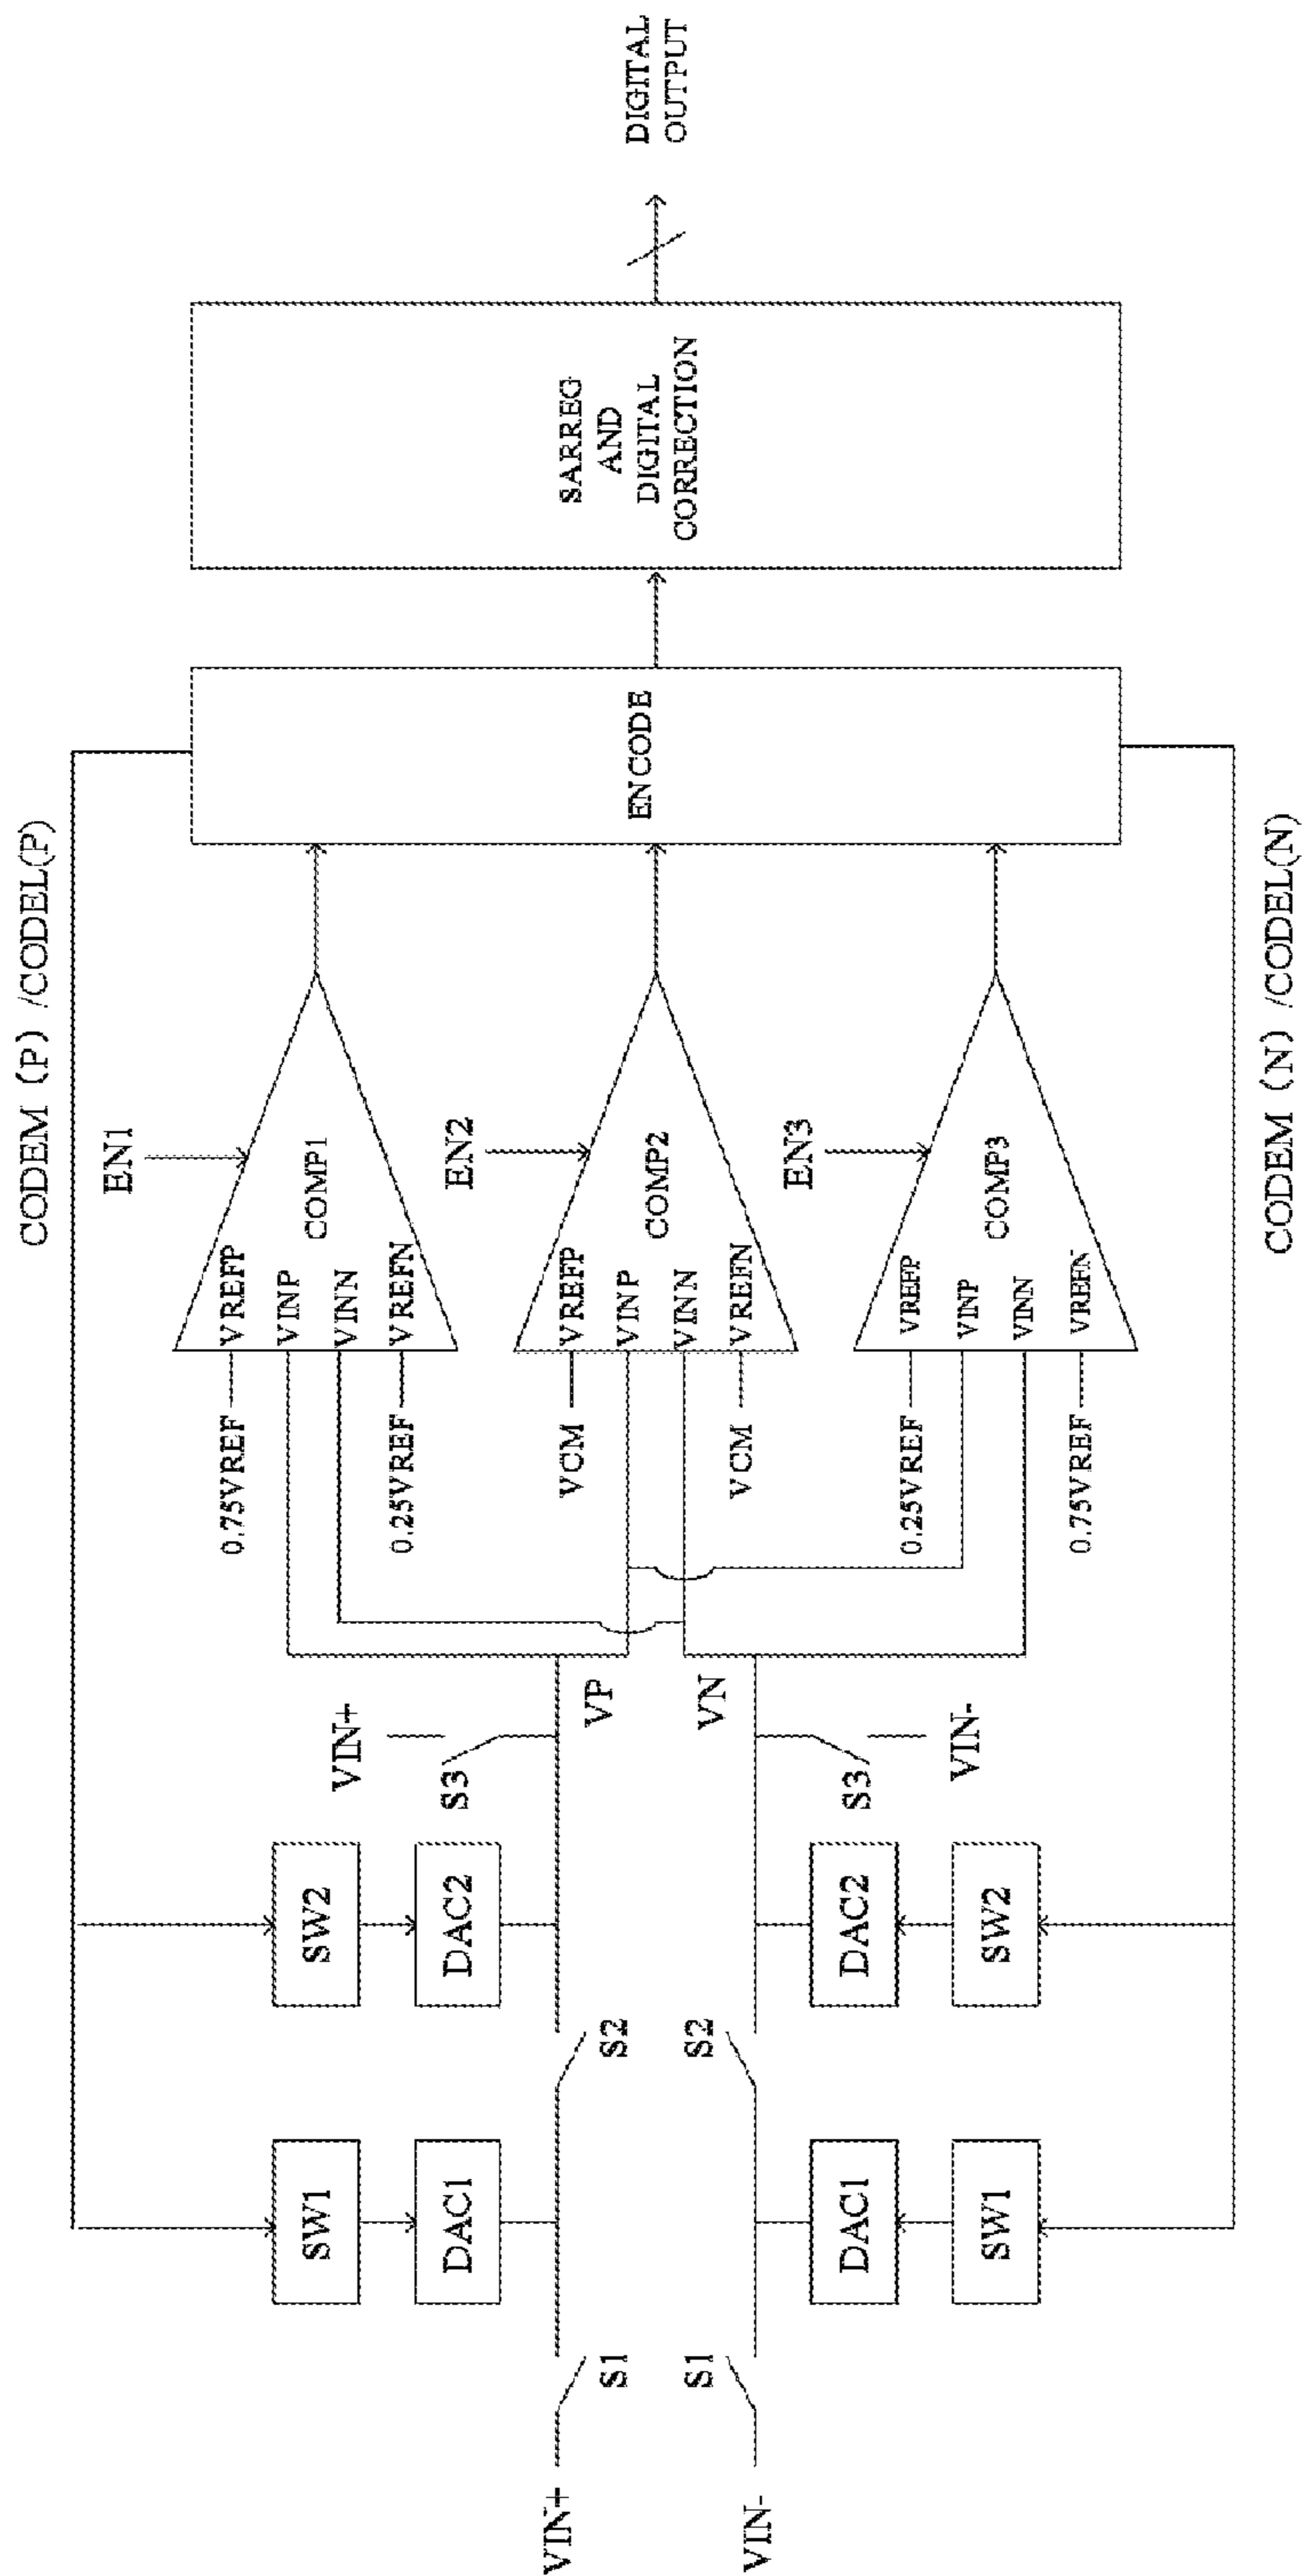 CODEM (P) /CODEL(P)
SW1
SW2
DAC1
DAC2
VIN+
S3
VIN+
S1
S2
VP
VIN-
S1
S2
VN
DAC1
DAC2
S3
VIN-
SW1
SW2
EN1
0.75VREF
VREFP
VINP
VINN
COMP1
0.25VREF
VREFN
EN2
VCM
VREFP
VINP
VINN
COMP2
VCM
VREFN
EN3
0.25VREF
VREFP
VINP
VINN
COMP3
0.75VREF
VREFN
ENCODE
SARREG
AND
DIGITAL
CORRECTION
DIGITAL
OUTPUT
CODEM (N) /CODEL(N)